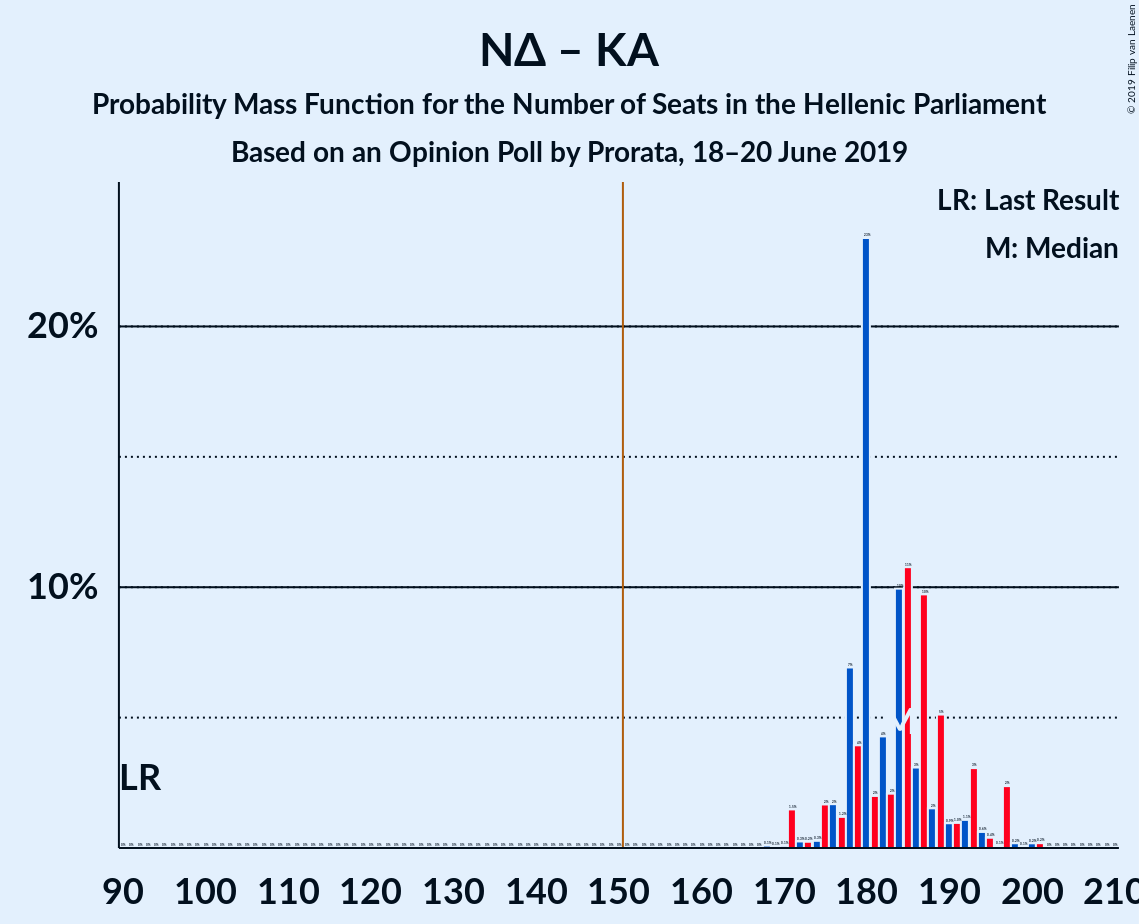 NΔ – KA
Probability Mass Function for the Number of Seats in the Hellenic Parliament
Based on an Opinion Poll by Prorata, 18–20 June 2019
© 2019 Filip van Laenen
LR: Last Result
M: Median
20%
10%
LR
90 100 110 120 130 140 150 160 170 180 190 200 210